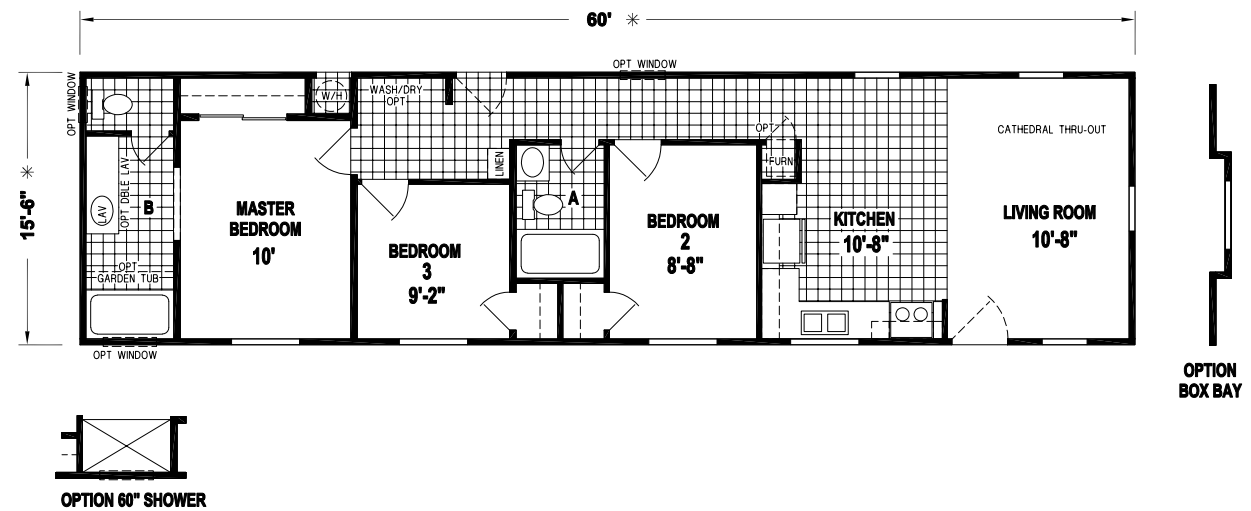 60' ✳
OPT WINDOW
OPT WINDOW
W/H
WASH/DRY
OPT
OPT
FURN
LINEN
CATHEDRAL THRU-OUT
15'-6" ✳
LAV
OPT DBLE LAV
B
A
MASTER
BEDROOM
10'
BEDROOM
3
9'-2"
BEDROOM
2
8'-8"
KITCHEN
10'-8"
LIVING ROOM
10'-8"
OPT
GARDEN TUB
OPT WINDOW
OPTION
BOX BAY
OPTION 60" SHOWER